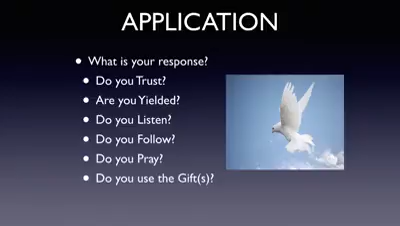 APPLICATION
• What is your response?
• Do you Trust?
• Are you Yielded?
• Do you Listen?
• Do you Follow?
• Do you Pray?
• Do you use the Gift(s)?